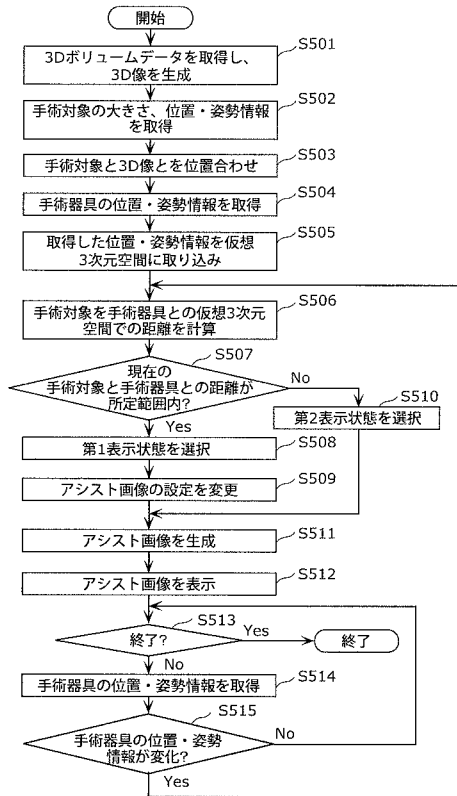 開始
3Dボリュームデータを取得し、
3D像を生成
S501
手術対象の大きさ、位置・姿勢情報
を取得
S502
手術対象と3D像とを位置合わせ
S503
手術器具の位置・姿勢情報を取得
S504
取得した位置・姿勢情報を仮想
3次元空間に取り込み
S505
手術対象を手術器具との仮想3次元
空間での距離を計算
S506
現在の
手術対象と手術器具との距離が
所定範囲内?
S507
No
Yes
第2表示状態を選択
S510
第1表示状態を選択
S508
アシスト画像の設定を変更
S509
アシスト画像を生成
S511
アシスト画像を表示
S512
終了?
S513
Yes
終了
No
手術器具の位置・姿勢情報を取得
S514
手術器具の位置・姿勢
情報が変化?
S515
No
Yes